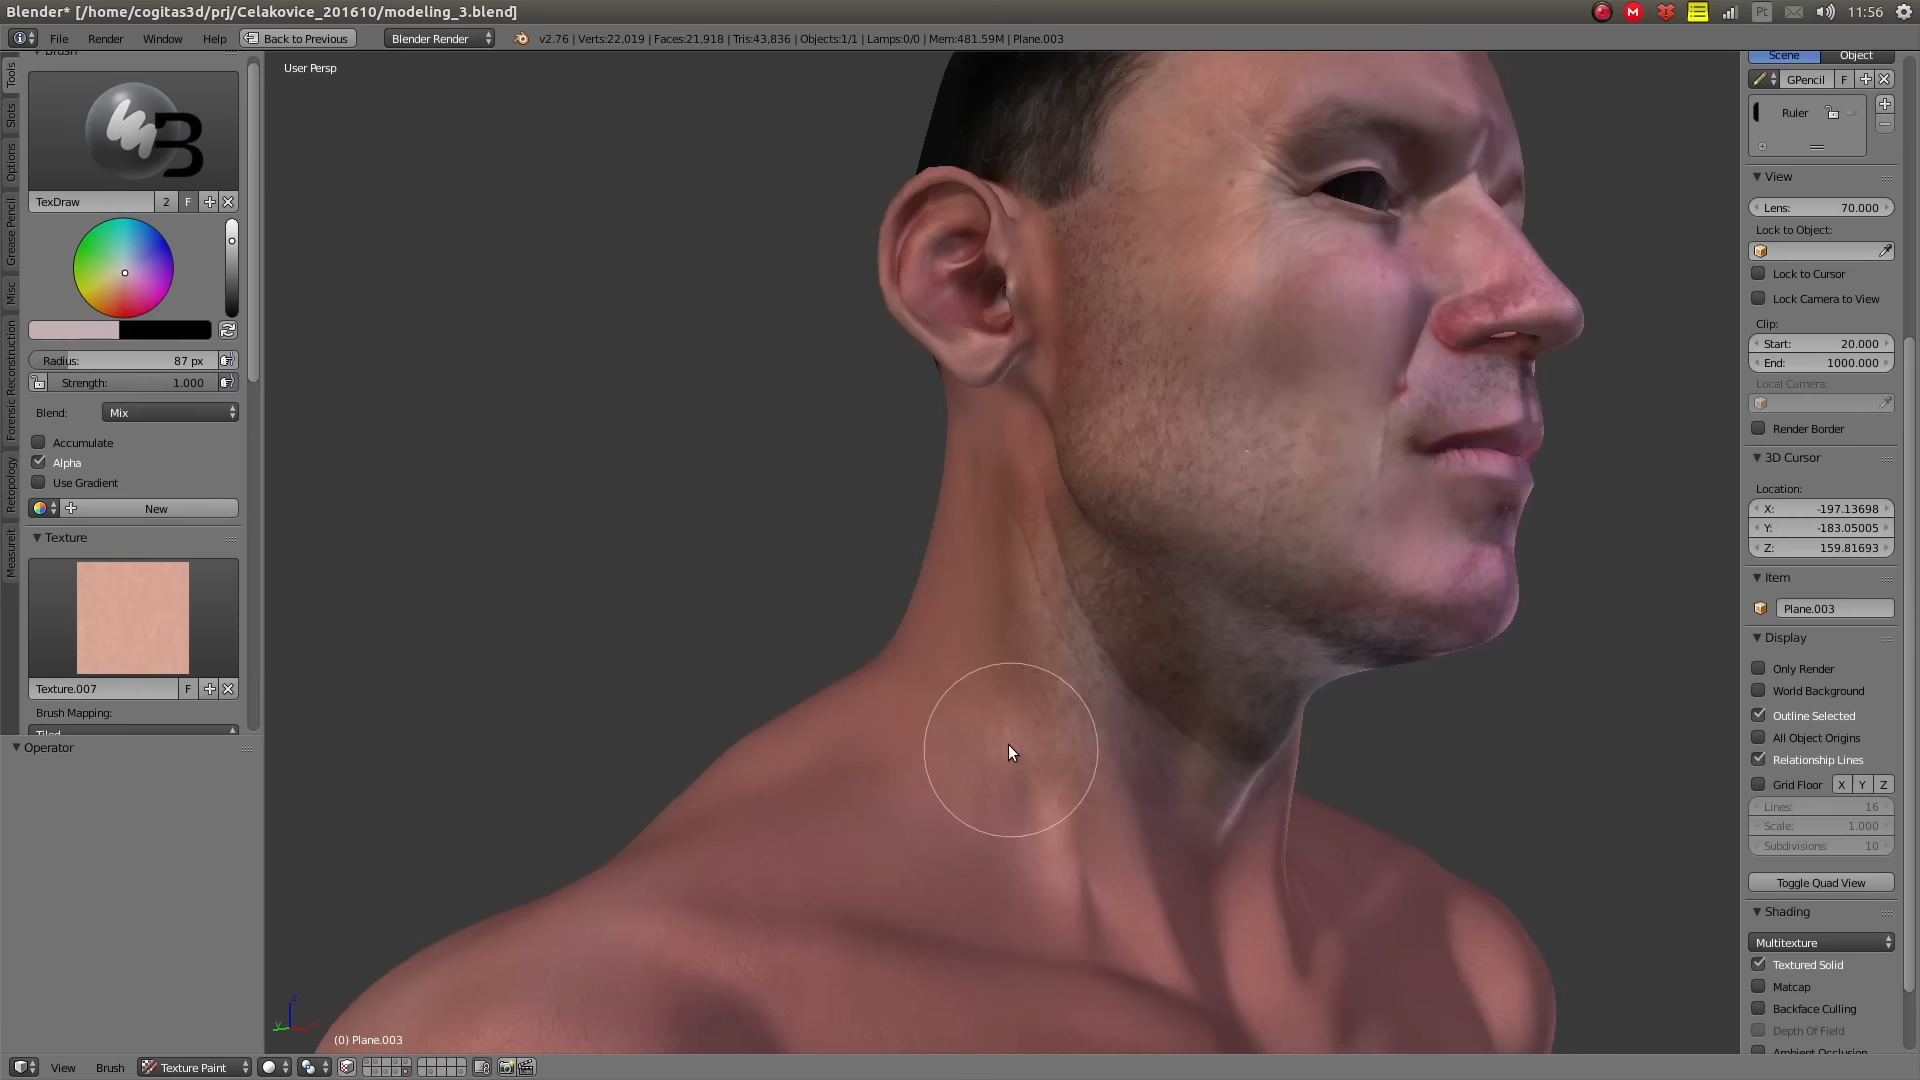 Blender* [/home/cogitas3d/prj/Celakovice_201610/modeling_3.blend]
Pt
11:56
File Render Window Help Back to Previous Blender Render v2.76 | Verts:22,019 | Faces:21,918 | Tris:43,836 | Objects:1/1 | Lamps:0/0 | Mem:481.59M | Plane.003
Tools
Slots
Options
Grease Pencil
Misc
Forensic Reconstruction
Retopology
Measureit
Brush
TexDraw 2 F
Radius: 87 px
Strength: 1.000
Blend: Mix
Accumulate
Alpha
Use Gradient
New
Texture
Texture.007 F
Brush Mapping:
Tiled
Operator
User Persp
(0) Plane.003
Scene Object
GPencil F
Ruler
View
Lens: 70.000
Lock to Object:
Lock to Cursor
Lock Camera to View
Clip:
Start: 20.000
End: 1000.000
Local Camera:
Render Border
3D Cursor
Location:
X: -197.13698
Y: -183.05005
Z: 159.81693
Item
Plane.003
Display
Only Render
World Background
Outline Selected
All Object Origins
Relationship Lines
Grid Floor X Y Z
Lines: 16
Scale: 1.000
Subdivisions: 10
Toggle Quad View
Shading
Multitexture
Textured Solid
Matcap
Backface Culling
Depth Of Field
Ambient Occlusion
View Brush Texture Paint